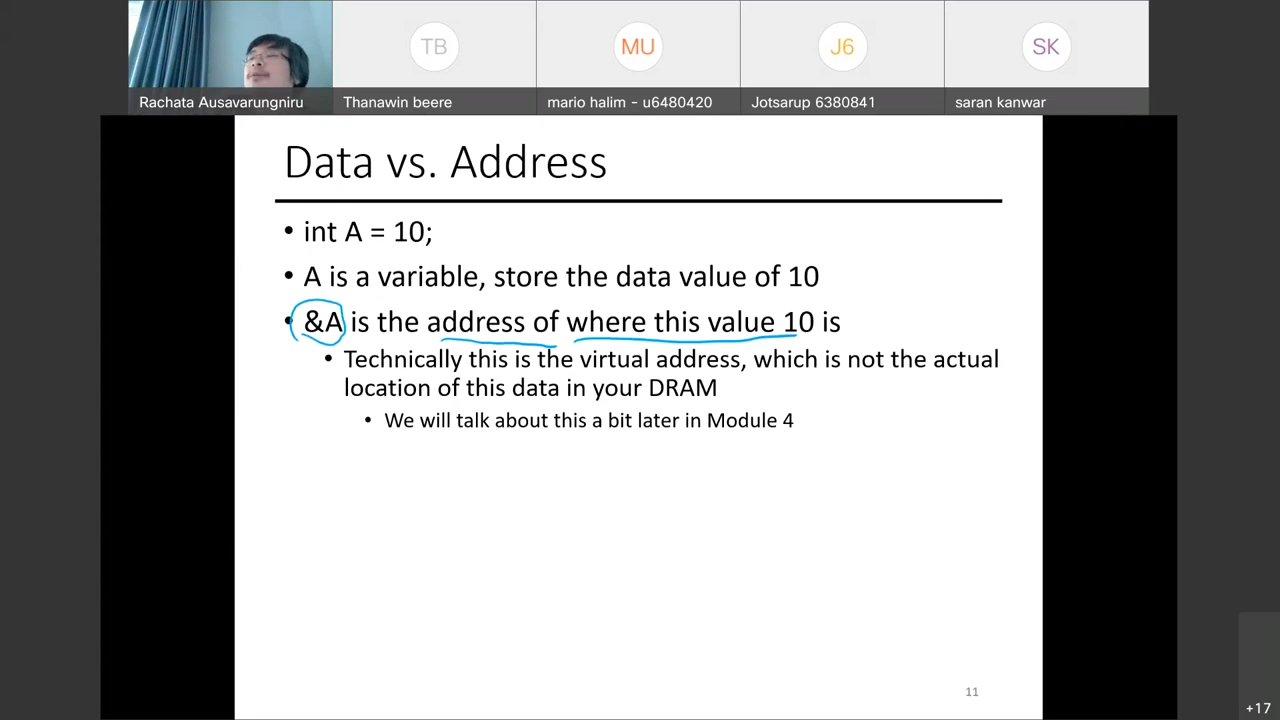 TB
MU
J6
SK
Rachata Ausavarungniru
Thanawin beere
mario halim - u6480420
Jotsarup 6380841
saran kanwar
Data vs. Address
• int A = 10;
• A is a variable, store the data value of 10
• &A is the address of where this value 10 is
• Technically this is the virtual address, which is not the actual
location of this data in your DRAM
• We will talk about this a bit later in Module 4
11
+17